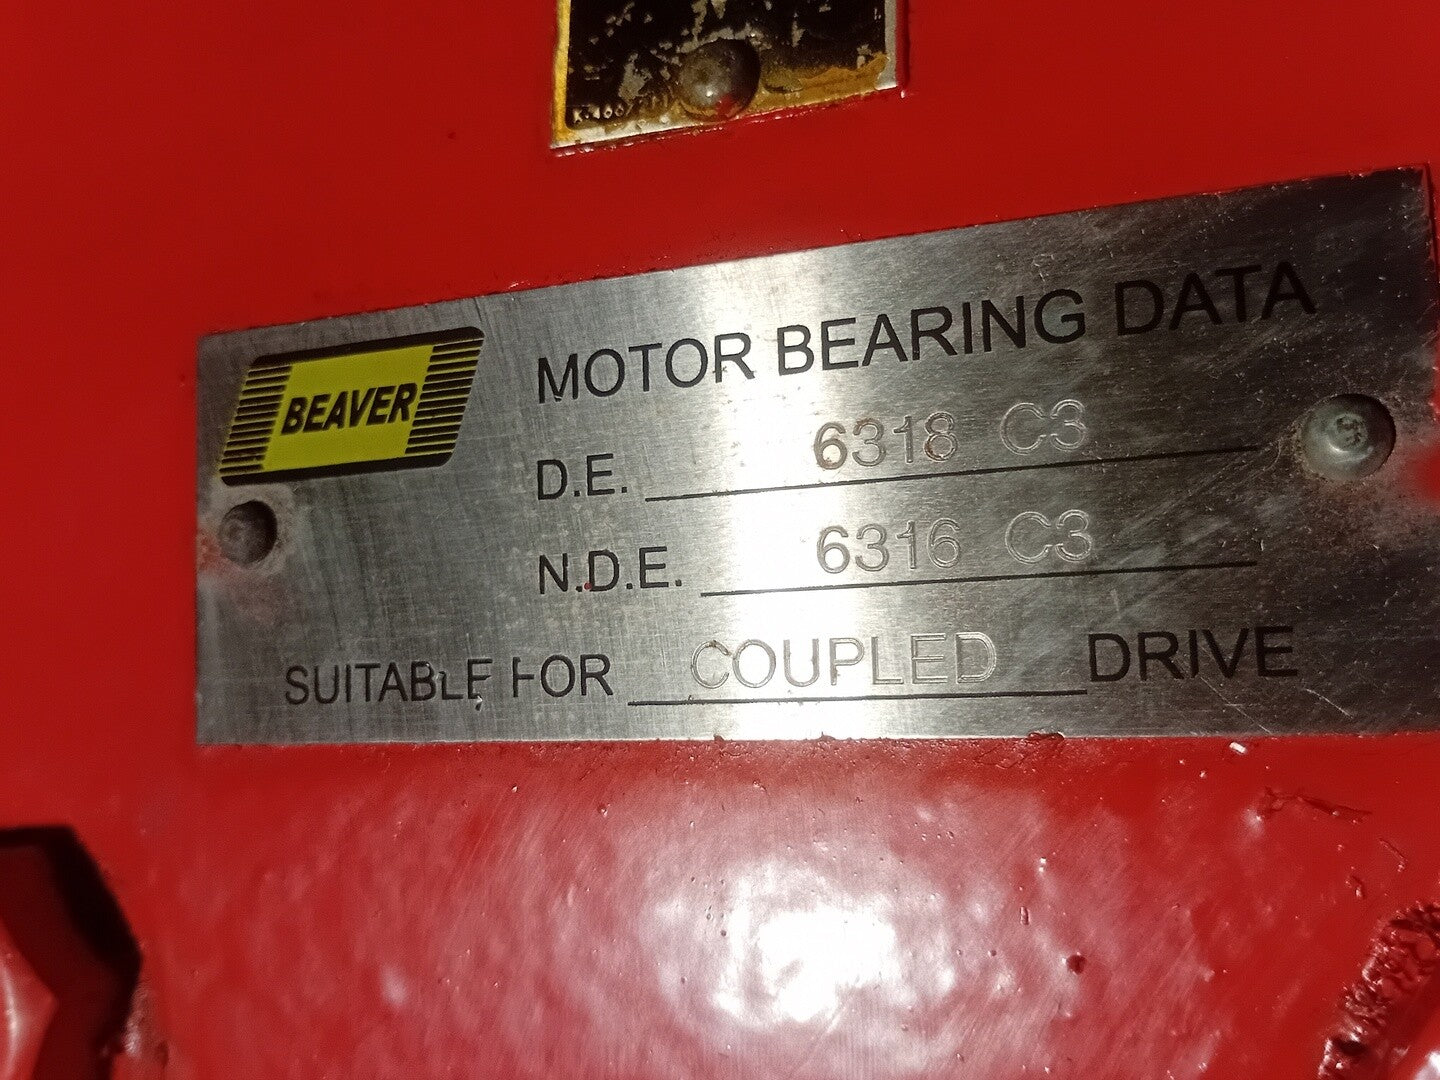 BEAVER
MOTOR BEARING DATA
D.E. 6318 C3
N.D.E. 6316 C3
SUITABLE FOR COUPLED DRIVE